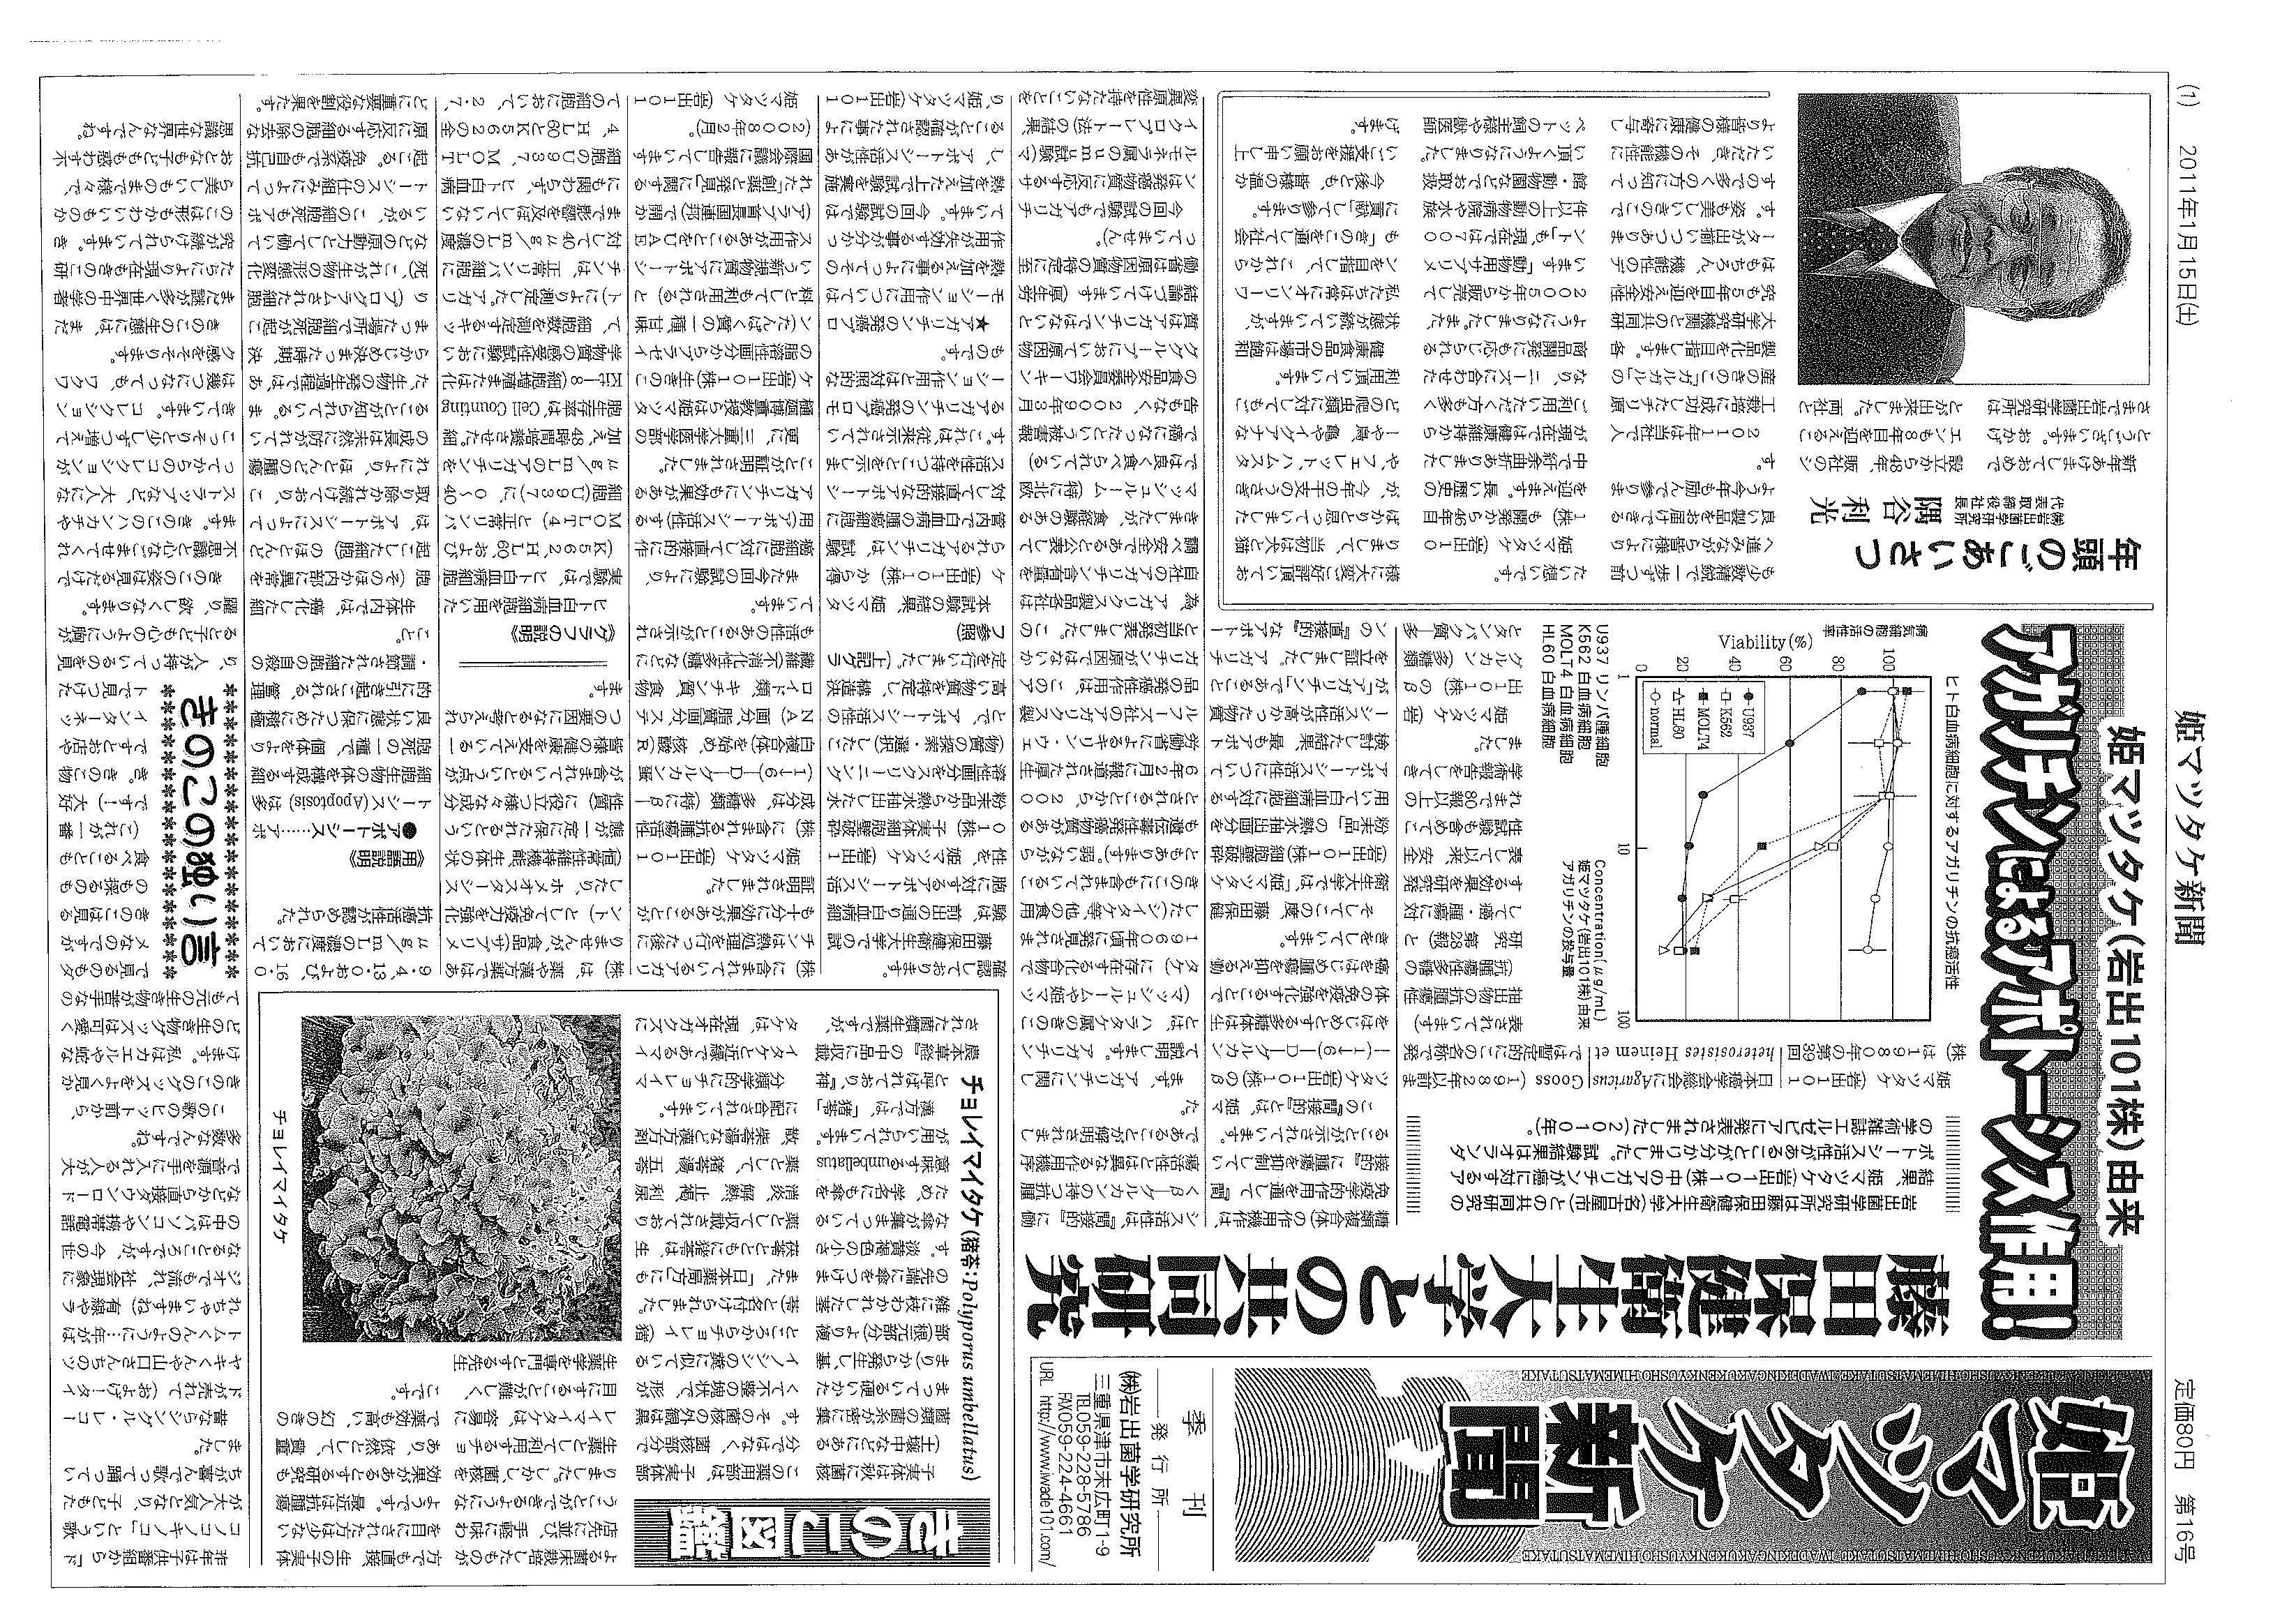 (1)　2011年1月15日(土)
姫マツタケ新聞
定価80円　第16号
姫マツタケ新聞
季刊
発行所
㈱岩出菌学研究所
三重県津市末広町1-9
TEL059-228-5786
FAX059-224-4661
URL http://www.iwade101.com/
姫マツタケ(岩出101株)由来
アガリチンによるアポトーシス作用!
藤田保健衛生大学との共同研究
岩出菌学研究所は藤田保健衛生大学(名古屋市)との共同研究の
結果、姫マツタケ(岩出101株)中のアガリチンが癌に対するア
ポトーシス活性があることが分かりました。試験結果はオランダ
の学術雑誌エルゼビアに発表されました(2010年)。
ヒト白血病細胞に対するアガリチンの抗癌活性
病気細胞の活性率
Viability(%)
100
80
60
40
20
0
U937
K562
MOLT4
HL60
normal
1
10
100
U937 リンパ腫細胞
K562 白血病細胞
MOLT4 白血病細胞
HL60 白血病細胞
Concentration(μg/mL)
姫マツタケ(岩出101株)由来
アガリチンの投与量
姫マツタケ(岩出101
株)は1980年の第39回
日本癌学会総会にAgaricus
heterosistes Heinem et
Gooss(1982年以前ま
では暫定的にこの名称で発
表されています)
抽出物の抗腫瘍性
(抗腫瘍性多糖の
研究　第28報)と
して癌・腫瘍に対
する効果を研究発
表して以来、安全
性試験も含めてこ
れまで80報以上の
学術報告をしてき
ました。
姫マツタケ(岩
出101株)のβ
グルカン(多糖類
とタンパク質―多
糖類複合体)の作用機作は、
免疫学的作用を通して『間
接的』に腫瘍を抑制してい
ることが示されています。
この『間接的』とは、姫マ
ツタケ(岩出101株)のβ
―(1→6)―D―グルカン
をはじめとする多糖体は生
体の免疫を強化することで
癌をはじめ腫瘍を抑える働
きをしています。
そしてこの度、藤田保健
衛生大学では、「姫マツタケ
(岩出101株)細胞壁破砕
粉末品」の熱水抽出画分を
用いて白血病細胞に対する
アポトーシス活性について
検討した結果、最もアポト
ーシス活性が高かった物質
が「アガリチン」であること
を立証しました。アガリチ
ンの『直接的』なアポトー
シス活性は、『間接的』に働
くβ―グルカンの持つ抗腫
瘍活性とは異なる作用機序
であることが解明されまし
た。
まず、アガリチンに関し
て説明します。アガリチン
とは、ハラタケ属のきのこ
(マッシュルームや姫マツ
タケ)に存在する化合物で
1960年頃に発見されま
した(シイタケ等、他の食用
きのこにも含まれているこ
ともあります)。弱いながら
も遺伝毒性発癌物質がある
とされることから、200
6年2月に報道された厚生
労働省によるキリン・ウェ
ルフーズ社のアガリクス製
品の発癌性作用は、このア
ガリチンが原因ではないか
と当初発表しました。この
為、アガリクス製品各社は
自社のアガリチン含有量を
調べ安全であると公表して
きましたが、食経験のある
マッシュルーム(特に北欧
では良く食べられている)
で癌になったという被害報
告もなく、2009年3月
の食品安全委員会ワーキン
ググループにおいて原因物
質はアガリチンではないと
結論づけています(厚生労
働省は原因物質の特定に至
っていません)。
今回の試験でもアガリチ
ンは発癌物質に反応するサ
ルモネラ属のumu試験(マ
イクロプレート法)の結果、
変異原性を持たないことを
確認しております。
藤田保健衛生大学での試
験は、前出の通り白血病細
胞に対するアポトーシス活
性を、姫マツタケ(岩出1
01株)子実体細胞壁破砕
粉末品から熱水抽出した水
溶性画分をスクリーニング
(物質の探索・選択)したこ
とで、アポトーシス活性の
高い物質を特定し、構造決
定を行いました。(上記グラ
フ参照)
本試験の結果、姫マツタ
ケ(岩出101株)から得
られるアガリチンは、試験
管内で白血病の腫瘍細胞に
対して直接的なアポトーシ
ス活性を持つことを示しま
す。これは、従来示されてい
るアガリチンの発癌プロモ
ーション作用とは対照的な
ものです。
★アガリチンの発癌プロ
モーション作用については
熱を加える事によってその
作用が失効する事が分かっ
ています。今回の試験では
熱を加えた上で試験を実施
し、アポトーシス活性があ
ることが確認された事によ
り、姫マツタケ(岩出101
株)に含まれているアガリ
チンは熱処理を行った後に
も十分に効果があることが
証明されました。
姫マツタケ(岩出101
株)に含まれる抗腫瘍活性
成分は、多糖類(特にβ―
(1→6)―D―グルカン蛋
白複合体)を始め、核酸(R
NA)画分、脂質画分、ステ
ロイド類、キチン質、食物
繊維(不消化性多糖)などに
も活性のあることが示され
ています。
また今回の試験により、
癌細胞に対して直接的に作
用(アポトーシス活性)する
アガリチンにも効果がある
ことが証明されました。
更に、三重大学医学部の
樋廻博重教授らは姫マツタ
ケ(岩出101株)生きのこ
の脂溶性画分からブラゼイ
ン(たんぱく質の一種、甘味
料としても利用される)と
いう新規物質にアポトーシ
ス作用があることをUAE
(アラブ首長国連邦)で開か
れた「創薬と発見」に関する
国際会議に報告しています
(2008年2月)。
姫マツタケ(岩出101
株)は、薬や漢方薬ではあ
りませんが、食品(サプリメ
ント)として免疫力を強化
したり、ホメオスターシス
(恒常性維持機能、生体の状
態が一定に保たれるという
性質)に役立つ様々な成分
が含まれているという点が
皆様の健康を支えている一
つの要因になると考えられ
ます。
《グラフの説明》
ヒト白血病細胞を用いた
実験では、ヒト白血病細胞
(K562、HL60、および
MOLT4)と正常リンパ
細胞(U937)に、0〜40
μg/mLのアガリチンを
加え、48時間培養させた。細
胞生存率は、Cell Counting
Kit―8(細胞増殖または化
学物質の感受性試験におい
て、細胞数を測定するキッ
ト)により測定した。アガリ
チンは、正常リンパ細胞に
対して40μg/mLの濃度
まで影響を及ぼしていない
にも関わらず、ヒト白血病
細胞のU937、MOLT
4、HL60とK562の全
ての細胞において、2・7、
9・4、13・0および、16・0
μg/mLの濃度において
抗癌活性が認められた。
《用語説明》
●アポトーシス……アポ
トーシス(Apoptosis)は多
細胞生物の体を構成する細
胞死の一種で、個体をより
良い状態に保つために積極
的に引き起こされる、管理
・調節された細胞の自殺の
こと。
生体内では、癌化した細
胞(そのほか内部に異常を
起こした細胞)のほとんど
は、アポトーシスによって
取り除かれ続けており、こ
れにより、ほとんどの腫瘍
の成長は未然に防がれてい
ることが知られている。ま
た、生物の発生過程では、あ
らかじめ決まった時期、決
まった場所で細胞死が起こ
り(プログラムされた細胞
死)、これが生物の形態変化
などの原動力として働いて
いるが、この細胞死もアポ
トーシスの仕組みによって
起こる。免疫系でも自己抗
原に反応する細胞の除去な
どに重要な役割を果たす。
年頭のごあいさつ
㈱岩出菌学研究所
代表取締役社長 隅谷 利光
新年あけましておめで
とうございます。おかげ
さまで岩出菌学研究所は
設立から48年、販社のシ
エンも8年目を迎えるこ
とが出来ました。両社と
も少数精鋭で一歩ずつ前
へ進みながら皆様により
良い製品をお届けできる
よう今年も励んで参りま
す。
2011年は当社で人
工栽培に成功したチリ原
産のきのこ「ガルガル」の
製品化を目指します。各
大学研究機関との共同研
究も5年目を迎え安全性
はもちろん、機能性のデ
ータが出揃いつつありま
す。姿も美しいきのこで
すので多くの方に知って
いただき、その機能性に
より皆様の健康に寄与し
たい想いです。
姫マツタケ(岩出10
1株)も開発から46年目
を迎えます。長い歴史の
中で紆余曲折ありました
が現在では健康維持から
ご利用いただく方も多く
なり、ニーズに合わせた
商品開発にも応じられる
ようになりました。また、
2005年から販売して
います「動物用サプリメ
ント」も、現在では700
件以上の動物病院や水族
館・動物園などでお取扱
い頂くようになりました。
ペットの飼主様や獣医師
様に大変ご好評頂いてお
りまして、当初は犬と猫
ばかりと思っていました
が、今年の干支のうさぎ
や、フェレット、ハムスタ
ーや鳥、亀やイグアナな
どの爬虫類に対してもご
利用頂いています。
健康食品の市場は飽和
状態が続いていますが、
私たちは常にオンリーワ
ンを目指して、これから
も「きのこを通して社会
に貢献」して参ります。
今後とも、皆様の温か
いご支援をお願い申し上
げます。
きのこ図鑑
チョレイマイタケ(猪苓:Polyporus umbellatus)
子実体は秋に菌核
(土壌中などにある
菌類の菌糸が密に集
まっている硬いかた
まり)から発生し、基
部(根元部分)より複
雑に枝わかれした茎
の先端に傘をつけま
す。淡黄褐色の小さ
な傘が集まっている
ため、学名にも傘を
意味するumbellatus
が用いられています。
漢方では、「猪苓」
と呼ばれており、『神
農本草経』の中品に収載
された菌類生薬ですが、
この薬用部は、子実体部
分ではなく、菌核部分で
す。その菌核の外観は黒
くて不整の塊状で、形が
イノシシの糞に似ている
ところからチョレイ(猪
苓)と名付けられました。
また、「日本薬局方」にも
茯苓とともに猪苓は、生
薬として収載されており
消炎、解熱、止褐、利尿
薬として、猪苓湯、五苓
散、柴苓湯など漢方方剤
に配合されています。
分類学的にチョレイマ
イタケと近縁であるマイ
タケは、現在オガクズに
よる菌床栽培したものが
店先に並び、手軽に味わ
うことができるようにな
りました。しかし、菌核を
生薬として利用するチョ
レイマイタケは、容易に
目にすることが難しく、
生薬学を専門とする先生
方でも直接、生の子実体
を目にされた方は少ない
ようです。最近は抗腫瘍
効果があるとする研究も
あり、依然として、貴重
で薬効も高い、幻のきの
こです。
チョレイマイタケ
きのこの独り言
昨年は子供番組から「ド
コノコノキノコ」という歌
が大人気となり、子どもた
ちが喜んで歌って踊ってい
ました。
昔ならシングル・レコー
ドが売れて(およげ!タイ
ヤキくんや山口さんちのツ
トムくんのように…年がば
れちゃいますね)有線やラ
ジオでも流れ、社会現象に
なるところですが、今の世
の中はパソコンや携帯電話
などから直接ダウンロード
で音源を手に入れる人が大
多数なんですね。
この歌のヒット前から、
きのこのグッズをよく見か
けます。私はカエルや蛇な
どの生き物グッズは可愛く
ても元の生き物が苦手なの
で見るのもダ
メなのですが
きのこは見る
のも採るのも
食べることも
(これが一番
です!)大好
き。きのこ物
ですとお店や
インターネッ
トで見つけた
り、人が持っているのを見
ると子ども心のように胸が
躍り、欲しくなります。
きのこの姿は見るだけで
不思議と心なごませてくれ
ます。きのこのハンカチや
ストラップなど、大人にな
ってからのコレクションが
こっそりと少しずつ増えて
きています。コレクション
は幾つになっても、ワクワ
ク感をそそります。
きのこの生態には、まだ
まだ謎が多く世界中の学者
たちにより現在もきのこ研
究が続けられています。き
のこは形もかわいいものか
ら美しいものまで様々で、
おとなも子どもも惑わす不
思議な世界なんですね。